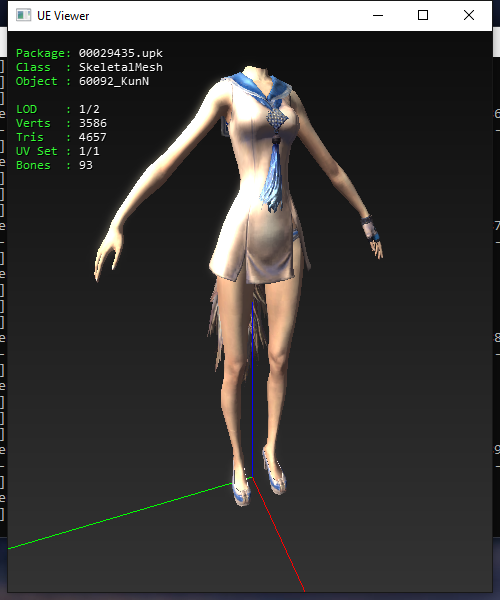 UE Viewer
Package: 00029435.upk
Class  : SkeletalMesh
Object : 60092_KunN
LOD    : 1/2
Verts  : 3586
Tris   : 4657
UV Set : 1/1
Bones  : 93